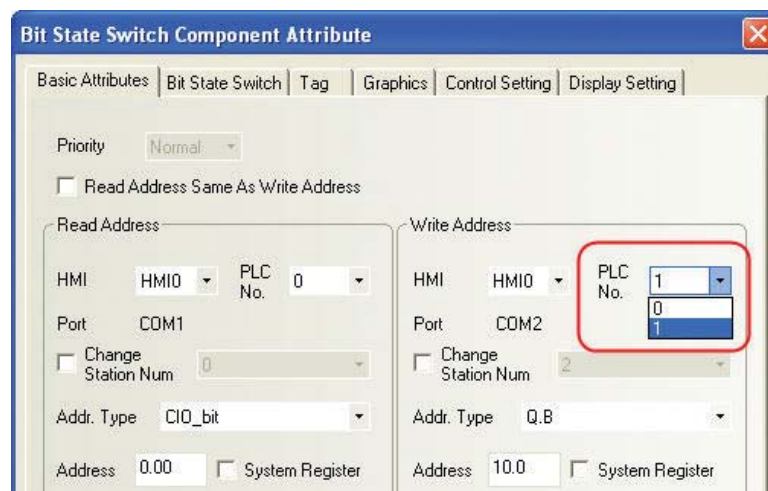 Bit State Switch Component Attribute
Basic Attributes Bit State Switch Tag Graphics Control Setting Display Setting
Priority Normal
Read Address Same As Write Address
Read Address
HMI HMI0 PLC No. 0
Port COM1
Change Station Num 0
Addr. Type CIO_bit
Address 0.00 System Register
Write Address
HMI HMI0 PLC No. 1
0
1
Port COM2
Change Station Num 2
Addr. Type Q.B
Address 10.0 System Register